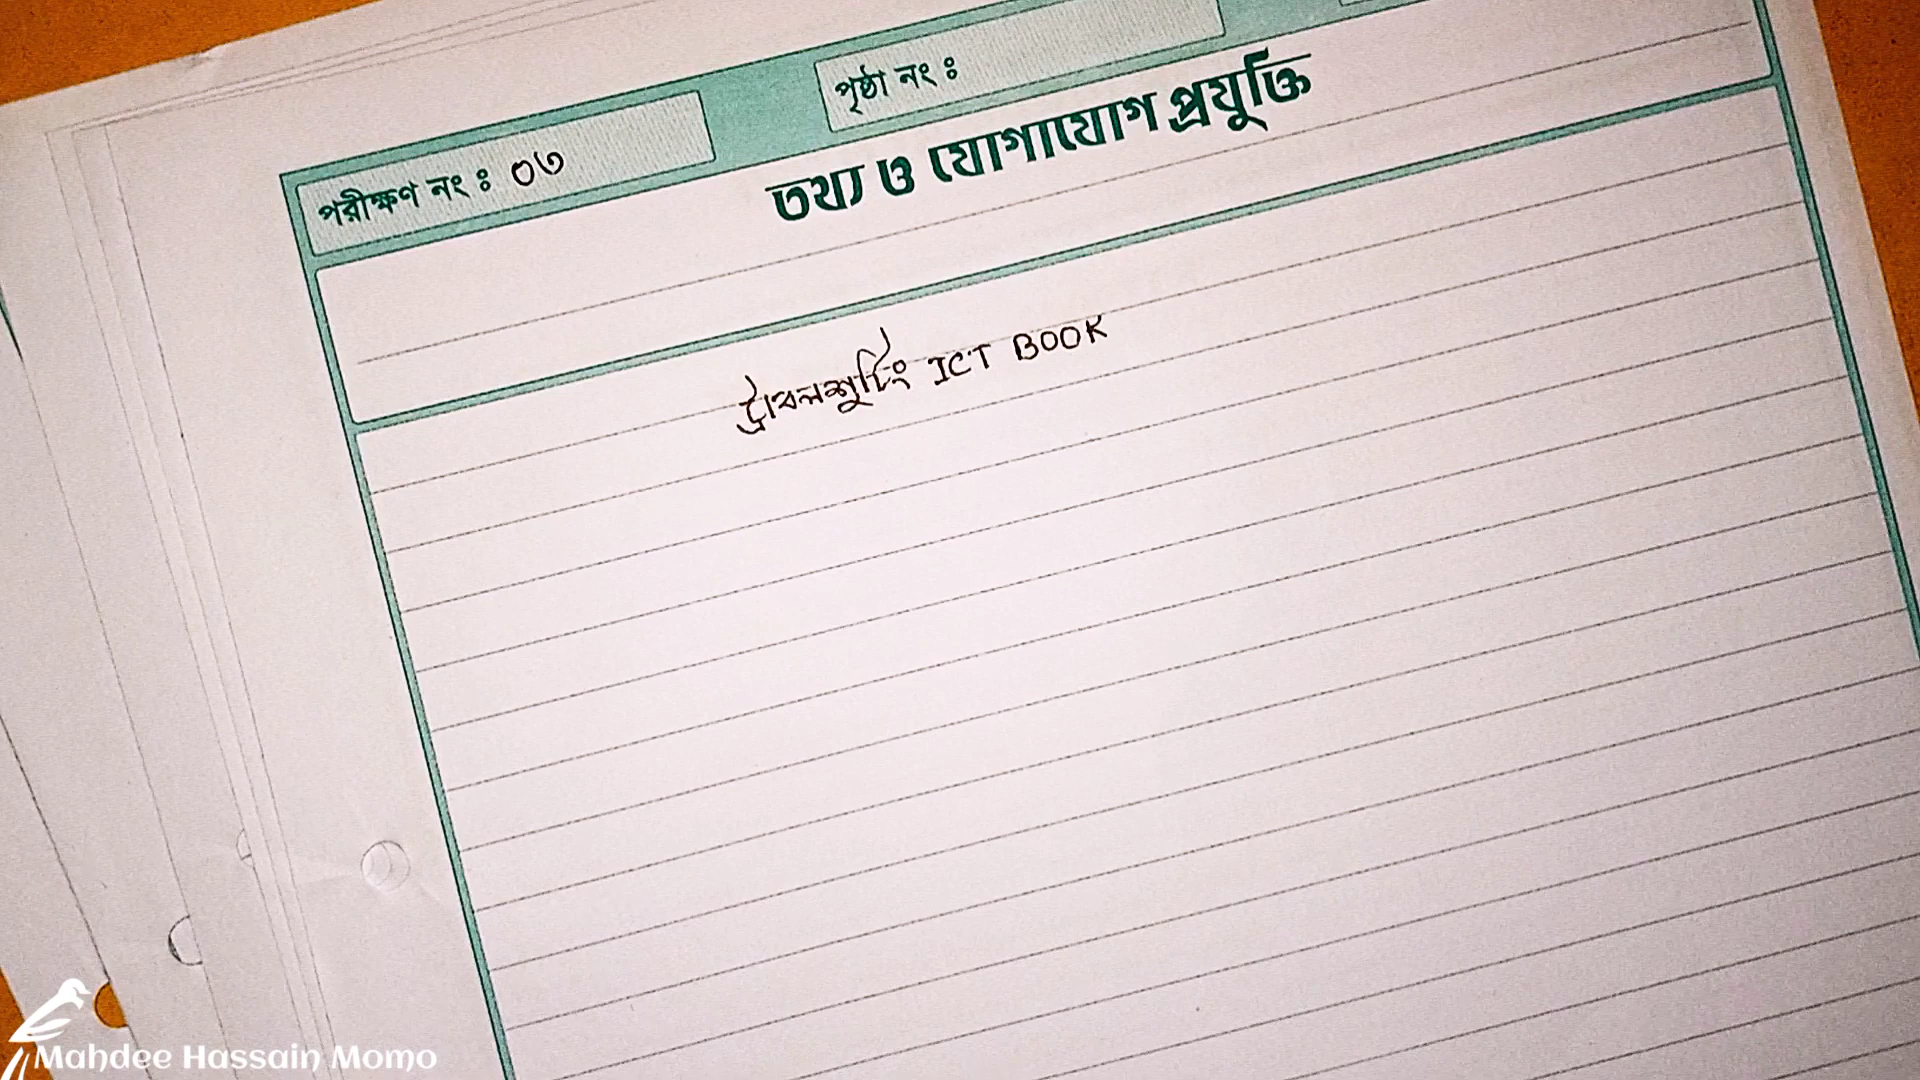 পৃষ্ঠা নং ঃ
পরীক্ষণ নং ঃ ০৩
তথ্য ও যোগাযোগ প্রযুক্তি
ট্রাবলশুটিং ICT BOOK
Mahdee Hassain Momo